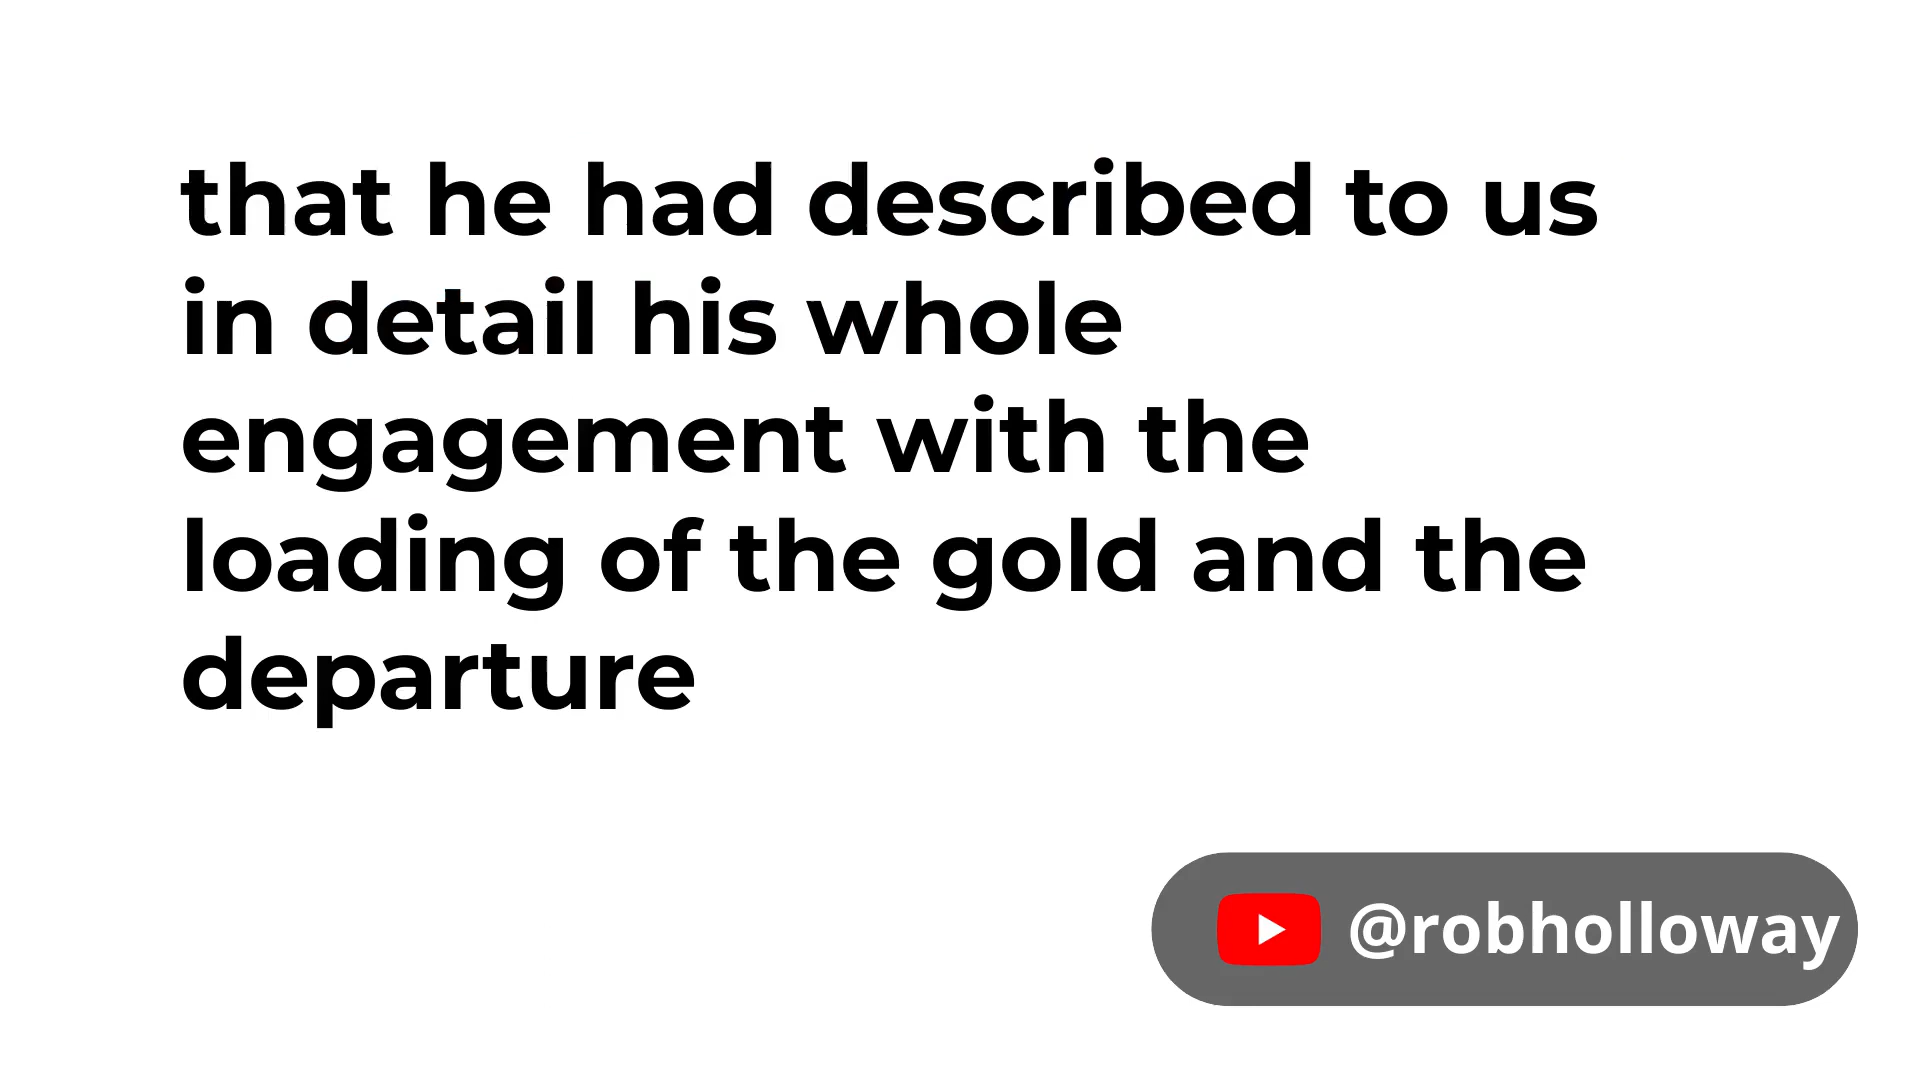 that he had described to us
in detail his whole
engagement with the
loading of the gold and the
departure
@robholloway